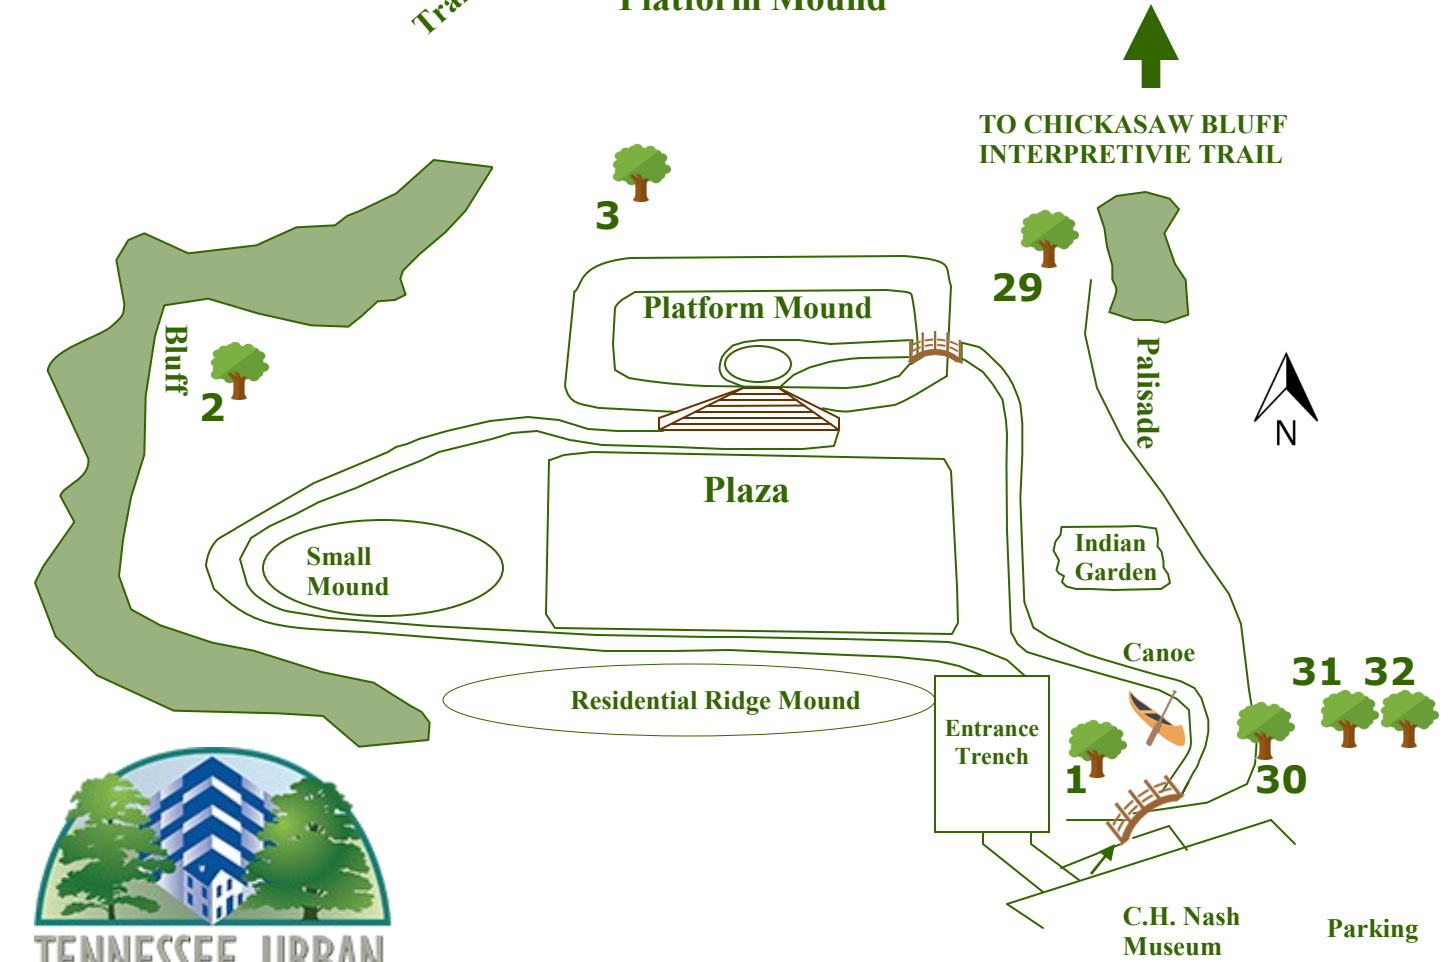 Platform Mound
TO CHICKASAW BLUFF
INTERPRETIVIE TRAIL
3
29
Platform Mound
Bluff
2
Palisade
N
Plaza
Small
Mound
Indian
Garden
Canoe
31 32
Residential Ridge Mound
Entrance
Trench
1
30
C.H. Nash
Museum
Parking
TENNESSEE URBAN